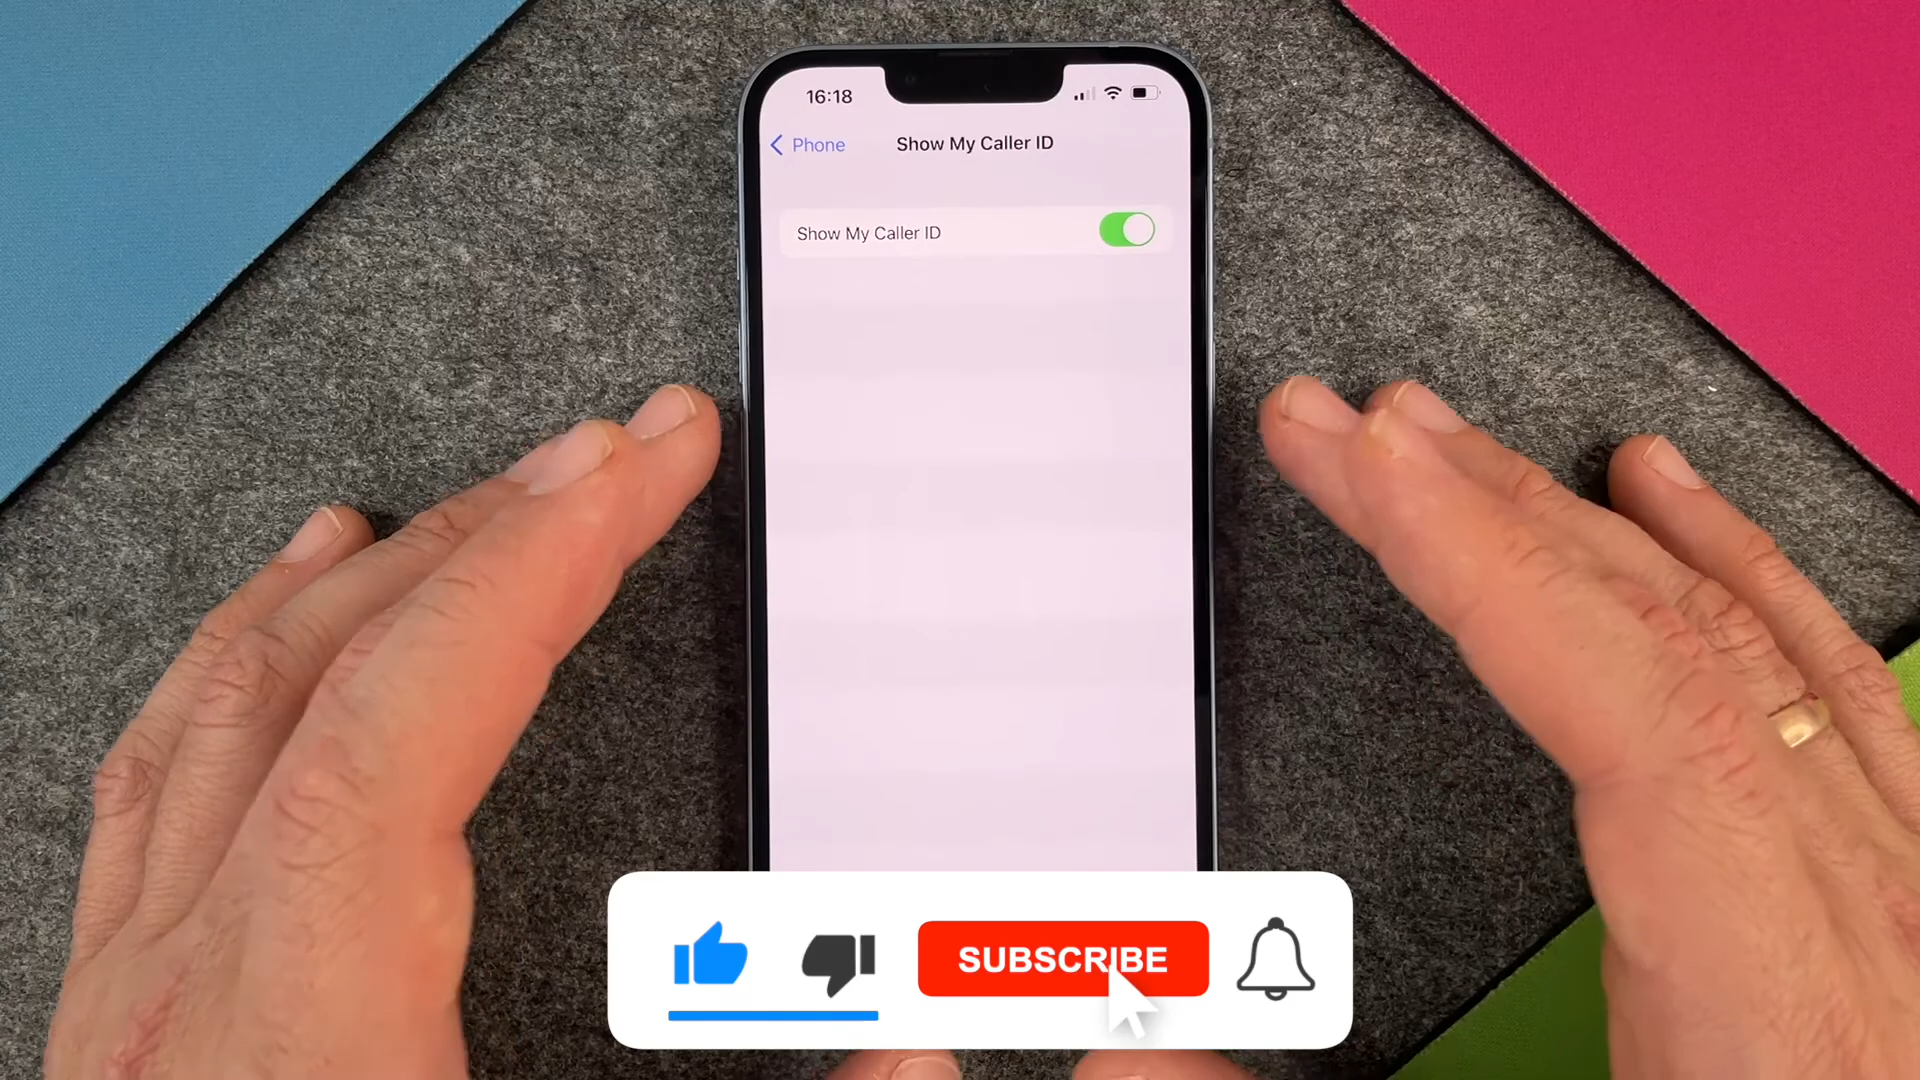 16:18
Phone
Show My Caller ID
Show My Caller ID
SUBSCRIBE